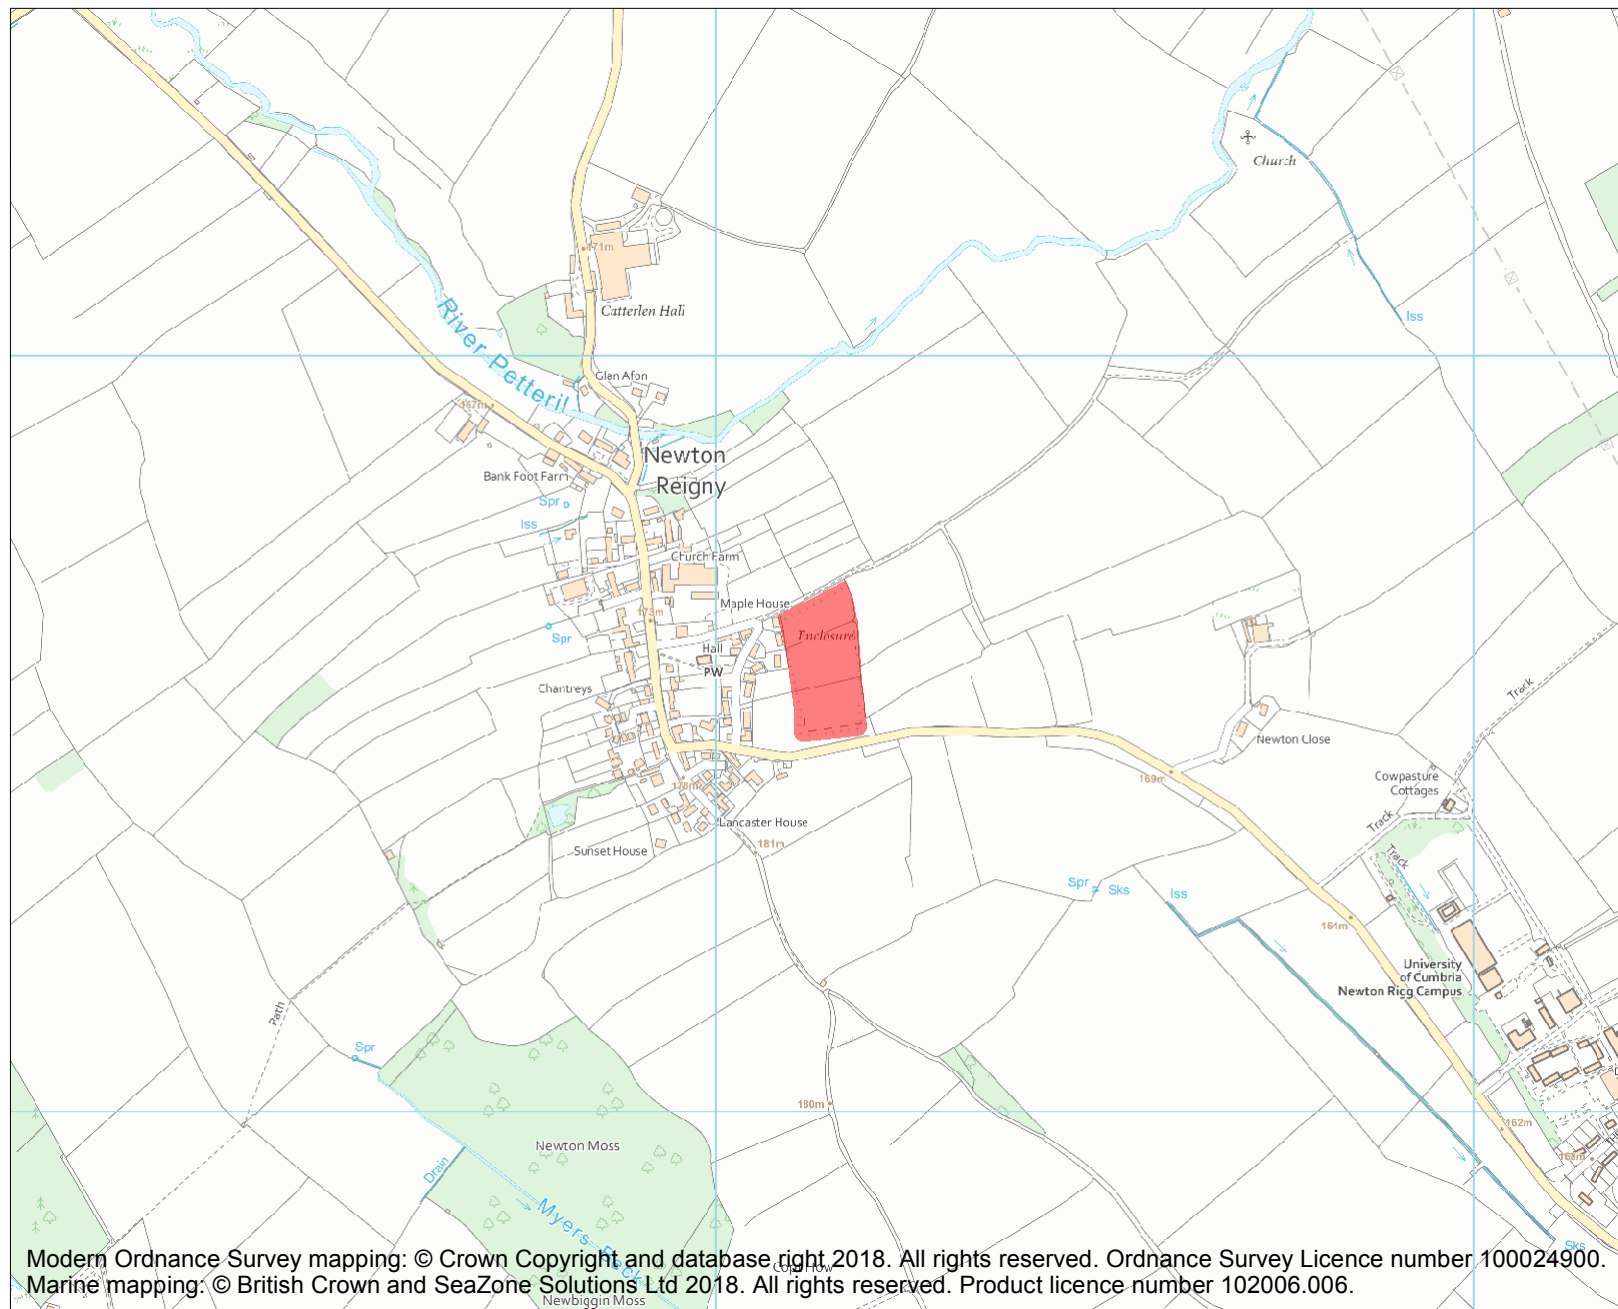 Church
Iss
171m
Catterlen Hall
River Petteril
Glen Afon
167m
Newton
Reigny
Bank Foot Farm
Spr
Iss
Church Farm
Maple House
173m
Enclosure
Spr
Hall
PW
Chantreys
Track
Newton Close
169m
Cowpasture
Cottages
Track
Track
178m
Lancaster House
181m
Sunset House
Spr
Sks
Iss
164m
University
of Cumbria
Newton Rigg Campus
Path
Spr
180m
162m
168m
Newton Moss
Drain
Myers Beck
Sks
Newbiggin Moss
Modern Ordnance Survey mapping: © Crown Copyright and database right 2018. All rights reserved. Ordnance Survey Licence number 100024900.
Marine mapping: © British Crown and SeaZone Solutions Ltd 2018. All rights reserved. Product licence number 102006.006.